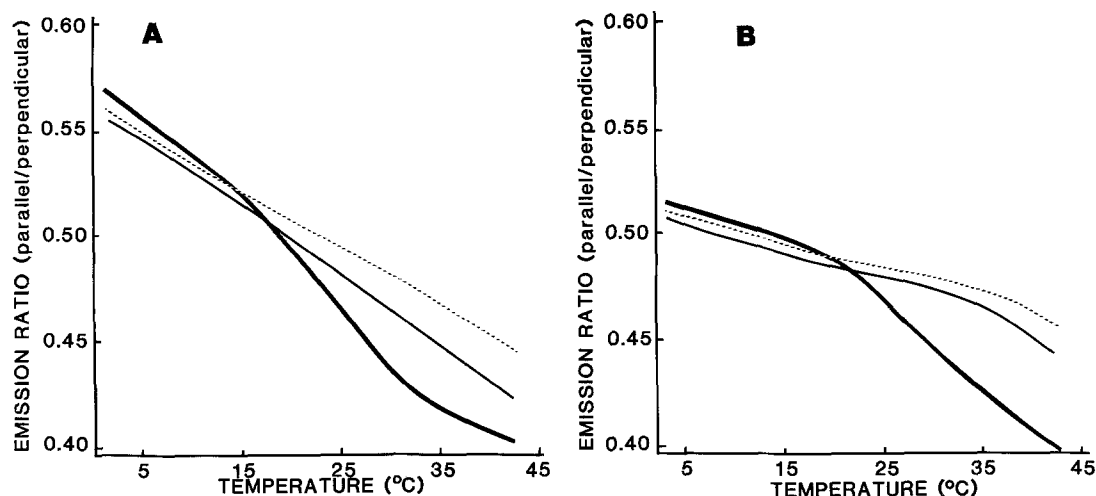 A
EMISSION RATIO (parallel/perpendicular)
0.60
0.55
0.50
0.45
0.40
5 15 25 35 45
TEMPERATURE (ºC)
B
EMISSION RATIO (parallel/perpendicular)
0.60
0.55
0.50
0.45
0.40
5 15 25 35 45
TEMPERATURE (ºC)